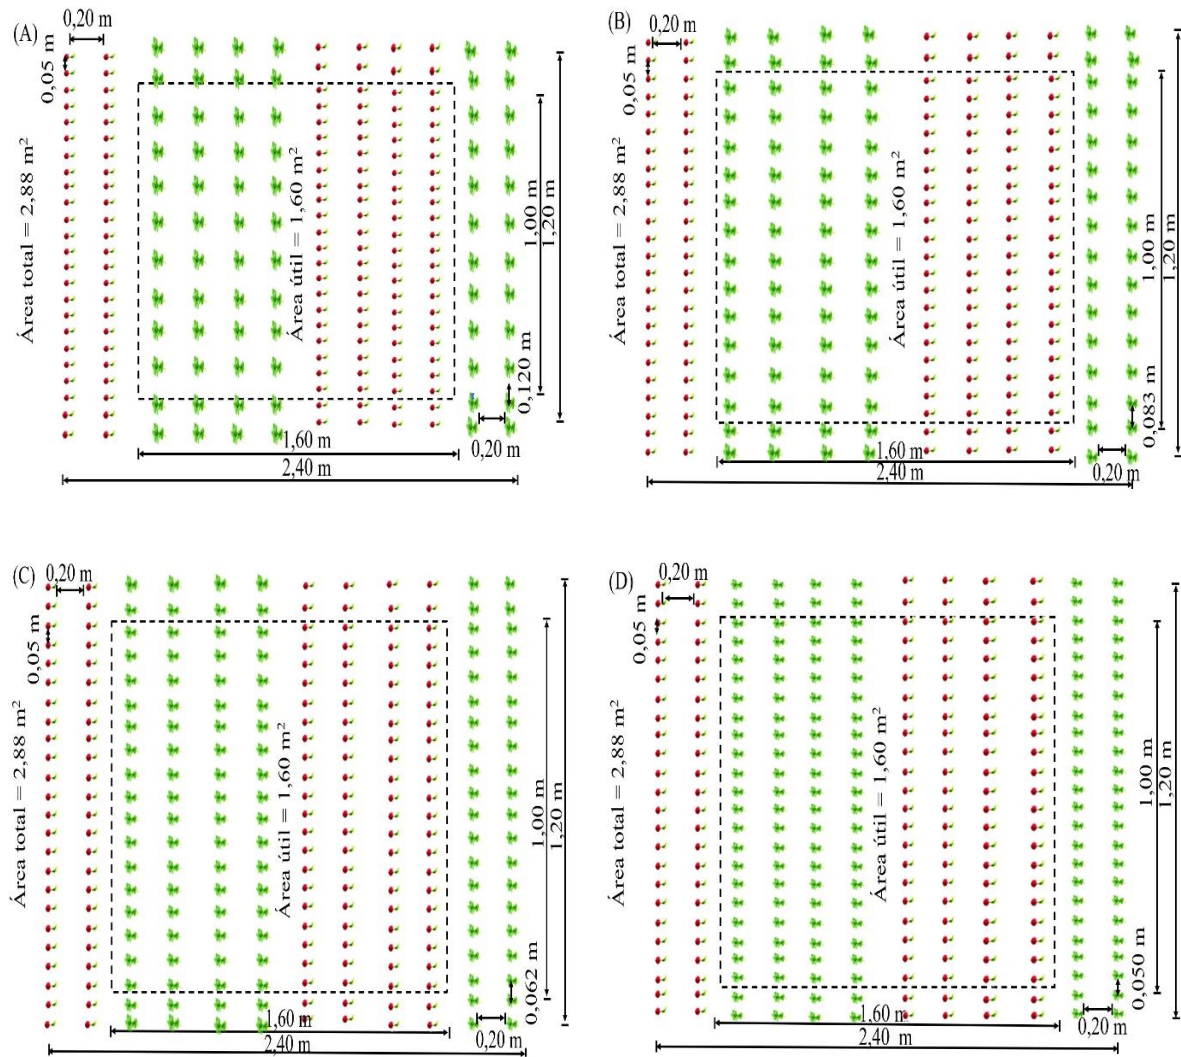 (A)
0,20 m
0,05 m
Área total = 2,88 m²
Área útil = 1,60 m²
1,00 m
1,20 m
0,120 m
0,20 m
1,60 m
2,40 m
(B)
0,20 m
0,05 m
Área total = 2,88 m²
Área útil = 1,60 m²
1,00 m
1,20 m
0,083 m
0,20 m
1,60 m
2,40 m
(C)
0,20 m
0,05 m
Área total = 2,88 m²
Área útil = 1,60 m²
1,00 m
1,20 m
0,062 m
0,20 m
1,60 m
2,40 m
(D)
0,20 m
0,05 m
Área total = 2,88 m²
Área útil = 1,60 m²
1,00 m
1,20 m
0,050 m
0,20 m
1,60 m
2,40 m